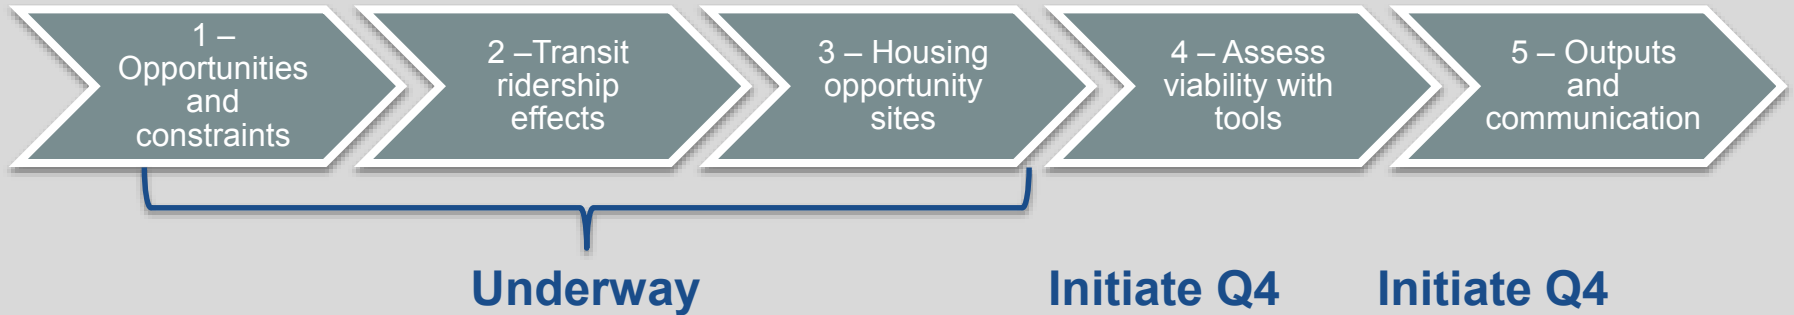 1 –
Opportunities
and
constraints
2 –Transit
ridership
effects
3 – Housing
opportunity
sites
4 – Assess
viability with
tools
5 – Outputs
and
communication
Underway
Initiate Q4
Initiate Q4